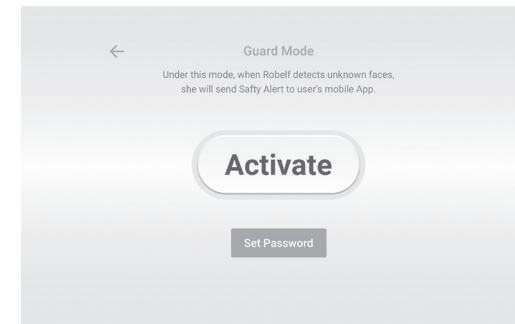 Guard Mode
Under this mode, when Robelf detects unknown faces,
she will send Safty Alert to user's mobile App.
Activate
Set Password